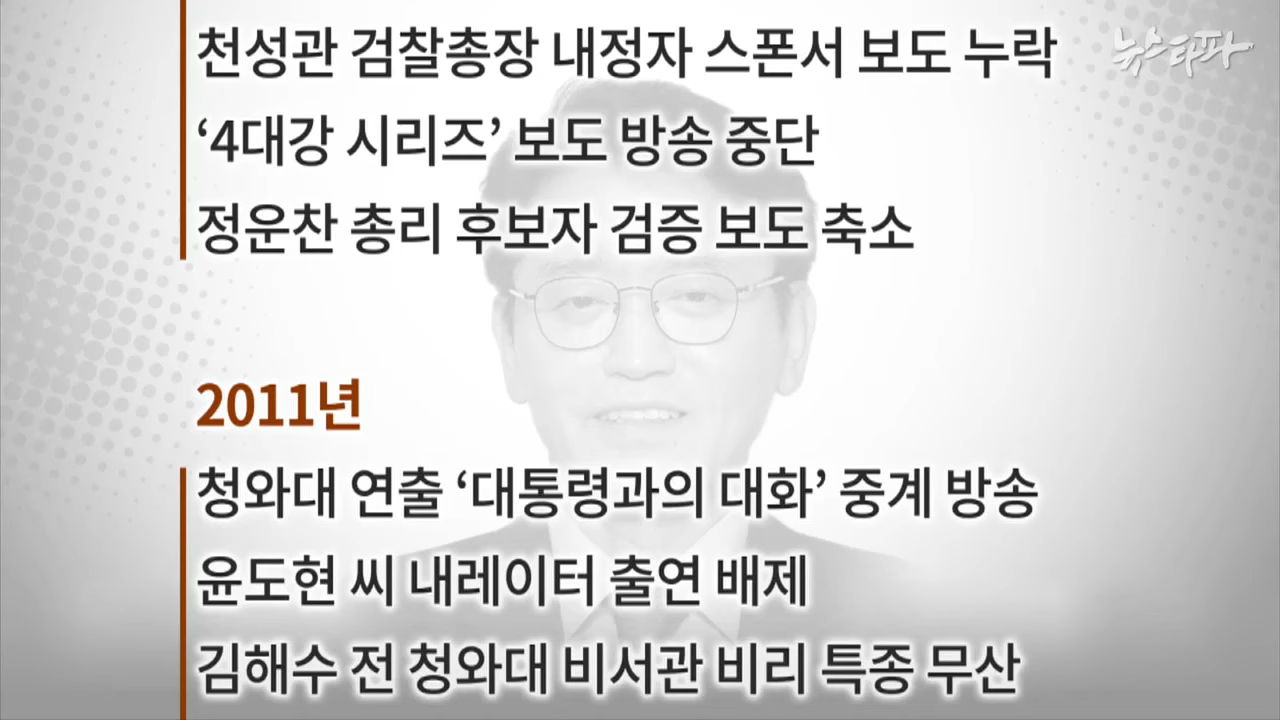 천성관 검찰총장 내정자 스폰서 보도 누락
뉴스타파
‘4대강 시리즈’ 보도 방송 중단
정운찬 총리 후보자 검증 보도 축소
2011년
청와대 연출 ‘대통령과의 대화’ 중계 방송
윤도현 씨 내레이터 출연 배제
김해수 전 청와대 비서관 비리 특종 무산